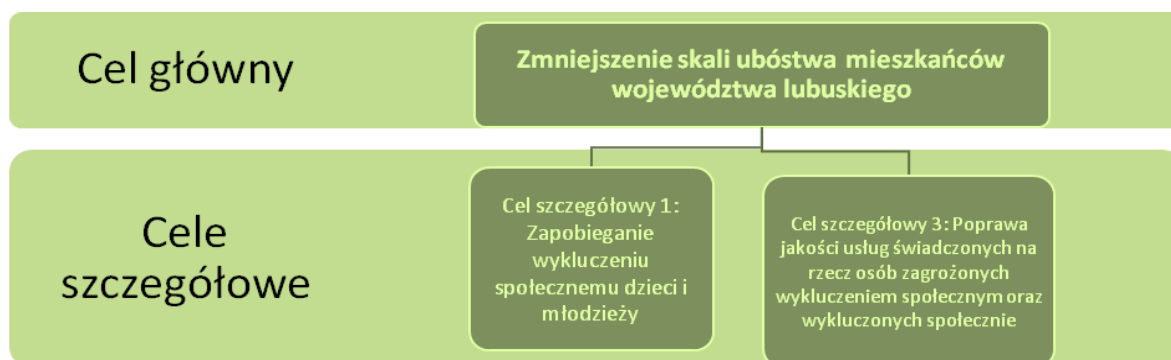 Cel główny
Zmniejszenie skali ubóstwa mieszkańców
województwa lubuskiego
Cele
szczegółowe
Cel szczegółowy 1:
Zapobieganie
wykluczeniu
społecznemu dzieci i
młodzieży
Cel szczegółowy 3: Poprawa
jakości usług świadczonych na
rzecz osób zagrożonych
wykluczeniem społecznym oraz
wykluczonych społecznie